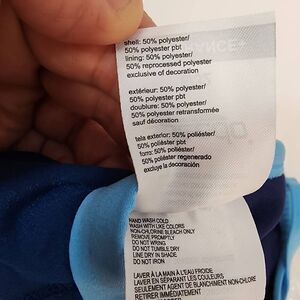 shell: 50% polyester/
50% polyester pbt
lining: 50% polyester/
50% reprocessed polyester
exclusive of decoration
extérieur: 50% polyester/
50% polyester pbt
doublure: 50% polyester/
50% polyester retransformée
sauf décoration
tela exterior: 50% poliéster/
50% poliéster pbt
forro: 50% poliéster/
50% poliéster regenerado
excluye la decoración
HAND WASH COLD
WASH WITH LIKE COLORS
NON-CHLORINE BLEACH ONLY
REMOVE PROMPTLY
DO NOT WRING
DO NOT TUMBLE DRY
LINE DRY IN SHADE
DO NOT IRON
LAVER À LA MAIN À L'EAU FROIDE
LAVER EN SÉPARANT LES COULEURS
SEULEMENT AGENT DE BLANCHIMENT NON-CHLORE
RETIRER IMMÉDIATEMENT